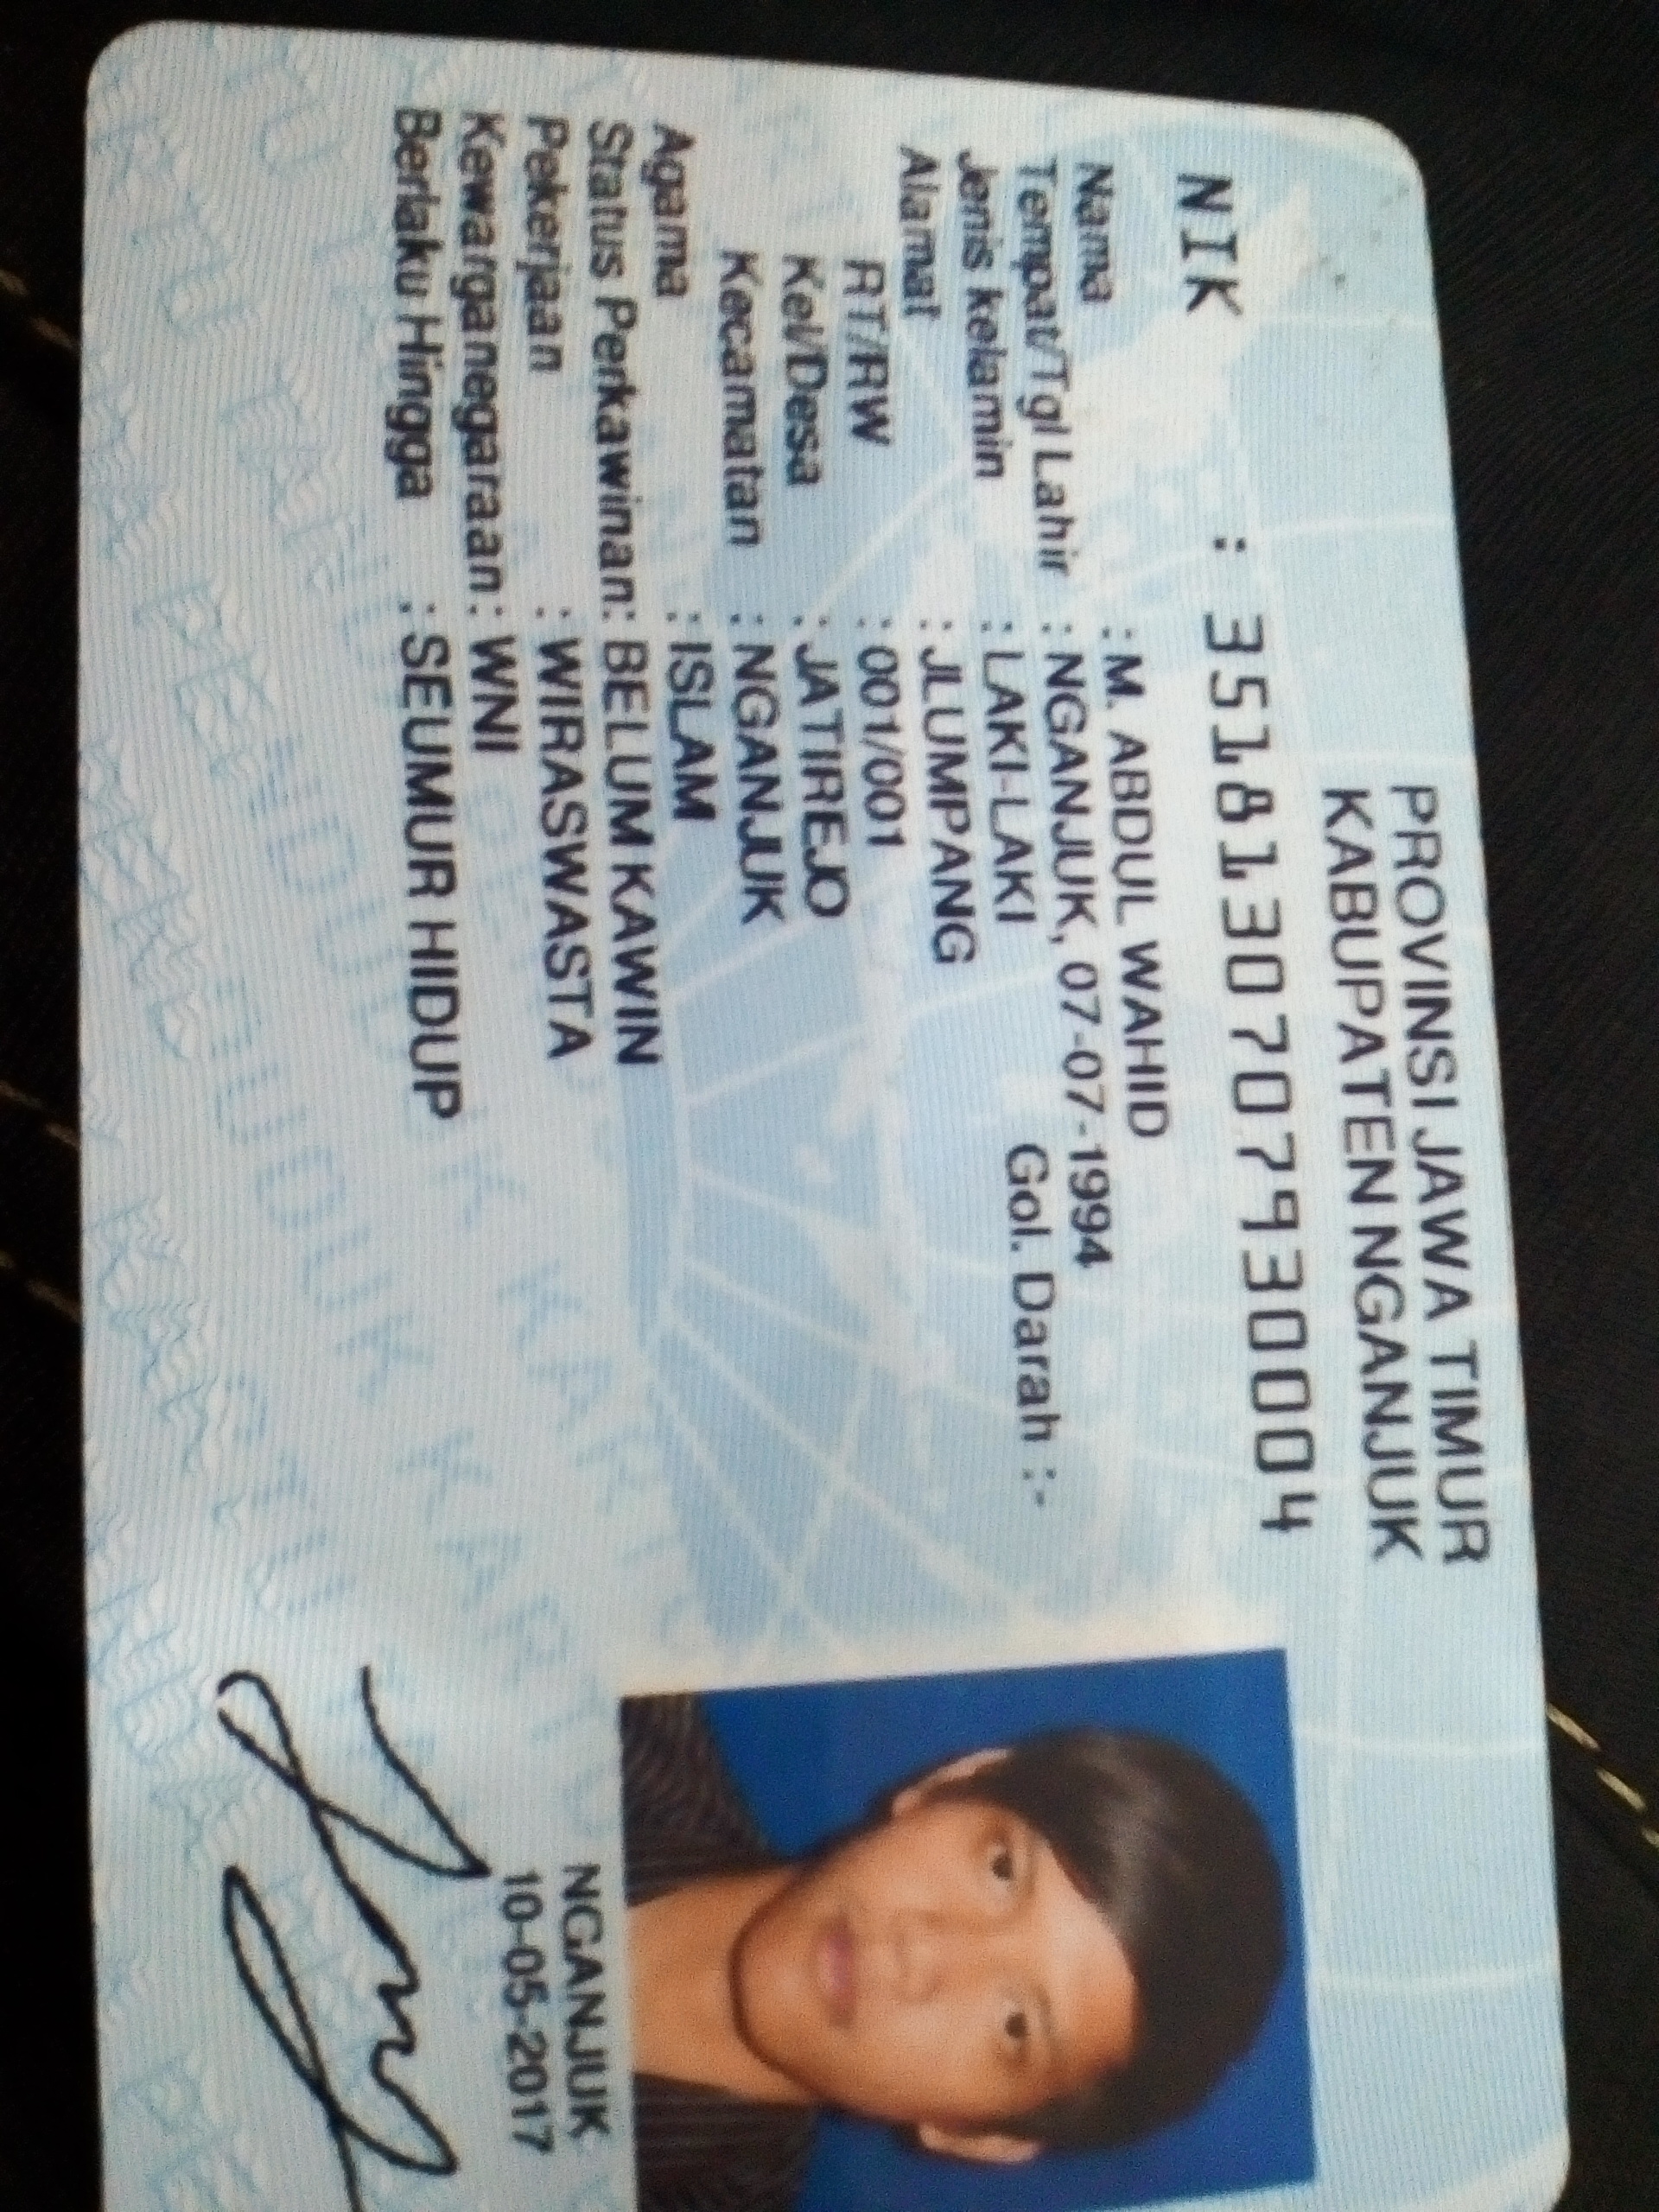 PROVINSI JAWA TIMUR
KABUPATEN NGANJUK
NIK : 3518130707930004
Nama : M. ABDUL WAHID
Tempat/Tgl Lahir : NGANJUK, 07-07-1994
Jenis kelamin : LAKI-LAKI Gol. Darah :-
Alamat : JLUMPANG
RT/RW : 001/001
Kel/Desa : JATIREJO
Kecamatan : NGANJUK
Agama : ISLAM
Status Perkawinan: BELUM KAWIN
Pekerjaan : WIRASWASTA
Kewarganegaraan: WNI
Berlaku Hingga : SEUMUR HIDUP
NGANJUK
10-05-2017